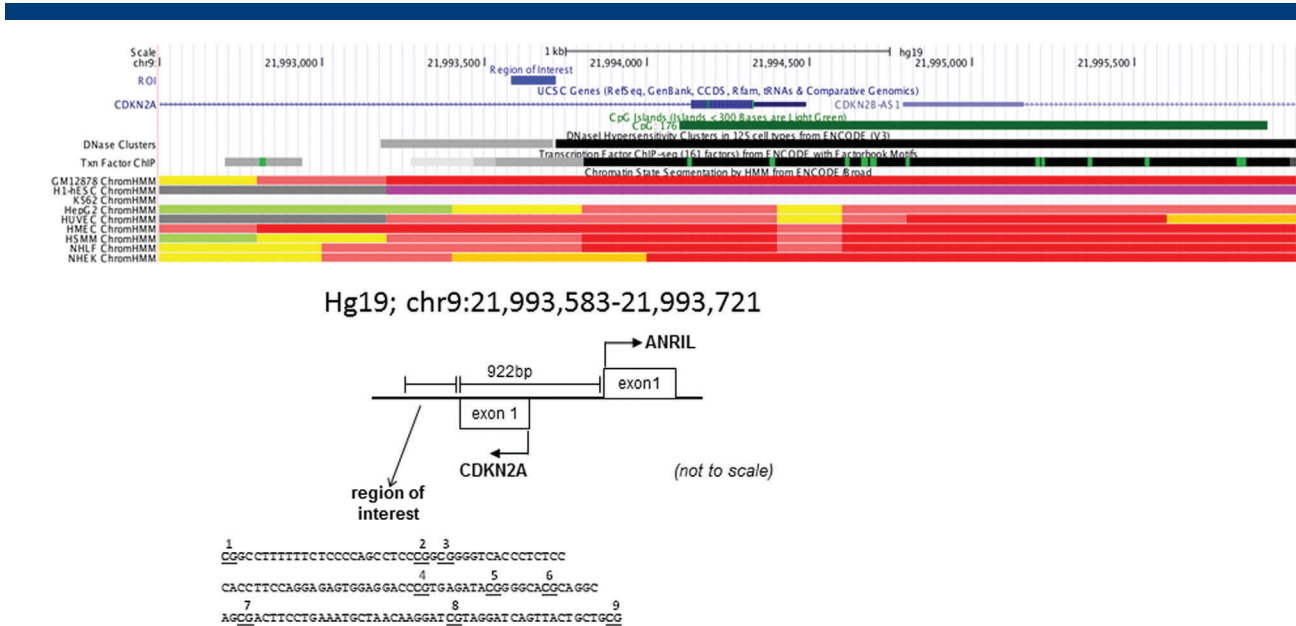 Scale
1 kb
hg19
chr9:
21,993,000
21,993,500
21,994,000
21,994,500
21,995,000
21,995,500
Region of Interest
ROI
UCSC Genes (RefSeq, GenBank, CCDS, Rfam, tRNAs & Comparative Genomics)
CDKN2A
CDKN2B-AS1
CpG Islands (Islands < 300 Bases are Light Green)
CpG: 176
DNaseI Hypersensitivity Clusters in 125 cell types from ENCODE (V3)
DNase Clusters
Transcription Factor ChIP-seq (161 factors) from ENCODE with Factorbook Motifs
Txn Factor ChIP
Chromatin State Segmentation by HMM from ENCODE/Broad
GM12878 ChromHMM
H1-hESC ChromHMM
K562 ChromHMM
HepG2 ChromHMM
HUVEC ChromHMM
HMEC ChromHMM
HSMM ChromHMM
NHLF ChromHMM
NHEK ChromHMM
Hg19; chr9:21,993,583-21,993,721
ANRIL
922bp
exon1
exon 1
CDKN2A
(not to scale)
region of
interest
1 2 3
CGGCCTTTTTTCTCCCCAGCCTCCCGGCGGGGTCACCCTCTCC
4 5 6
CACCTTCCAGGAGAGTGGAGGACCCGTGAGATACGGGGCACGCAGGC
7 8 9
AGCGACTTCCTGAAATGCTAACAAGGATCGTAGGATCAGTTACTGCTGCG